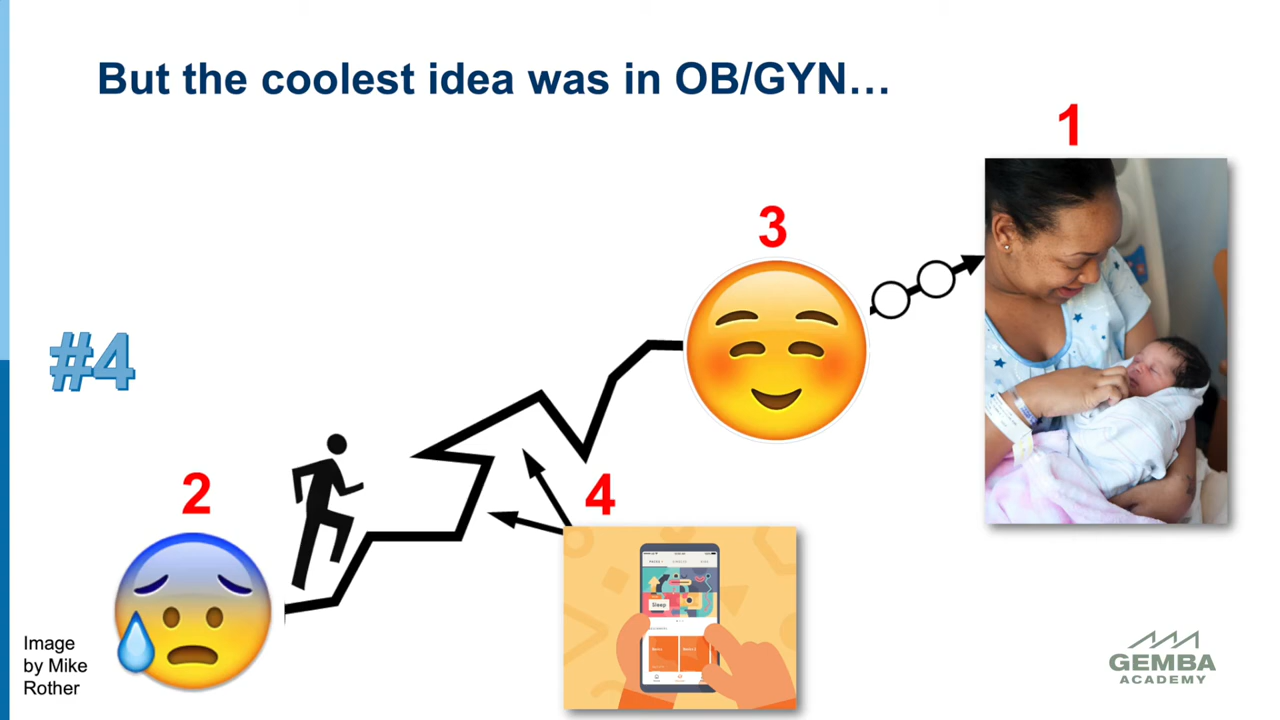 But the coolest idea was in OB/GYN…
1
3
#4
2
4
Sleep
Image
by Mike
Rother
GEMBA
ACADEMY